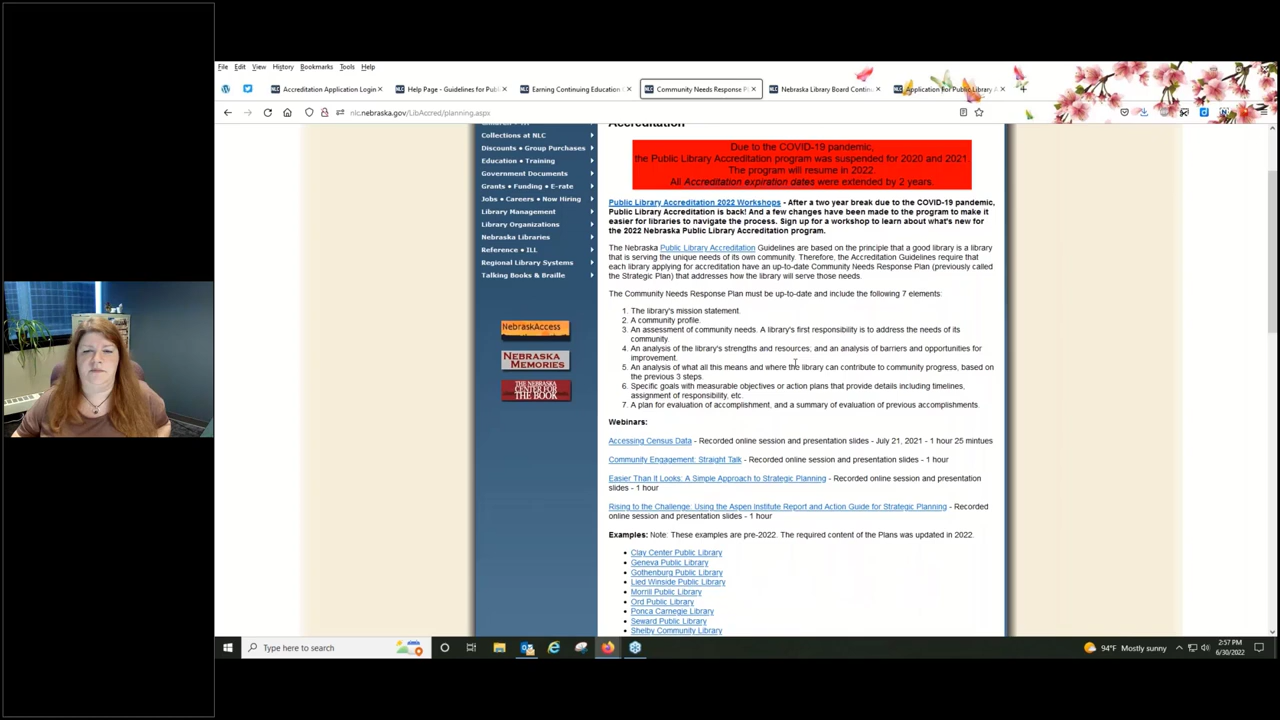 File Edit View History Bookmarks Tools Help
Accreditation Application Login
Help Page - Guidelines for Publ
Earning Continuing Education
Community Needs Response P
Nebraska Library Board Contin
Application For Public Library A
nlc.nebraska.gov/LibAccred/planning.aspx
Collections at NLC
Discounts • Group Purchases
Education • Training
Government Documents
Grants • Funding • E-rate
Jobs • Careers • Now Hiring
Library Management
Library Organizations
Nebraska Libraries
Reference • ILL
Regional Library Systems
Talking Books & Braille
NebraskAccess
NEBRASKA
MEMORIES
THE NEBRASKA
CENTER FOR
THE BOOK
Accreditation
Due to the COVID-19 pandemic,
the Public Library Accreditation program was suspended for 2020 and 2021.
The program will resume in 2022.
All Accreditation expiration dates were extended by 2 years.
Public Library Accreditation 2022 Workshops - After a two year break due to the COVID-19 pandemic,
Public Library Accreditation is back! And a few changes have been made to the program to make it
easier for libraries to navigate the process. Sign up for a workshop to learn about what's new for
the 2022 Nebraska Public Library Accreditation program.
The Nebraska Public Library Accreditation Guidelines are based on the principle that a good library is a library
that is serving the unique needs of its own community. Therefore, the Accreditation Guidelines require that
each library applying for accreditation have an up-to-date Community Needs Response Plan (previously called
the Strategic Plan) that addresses how the library will serve those needs.
The Community Needs Response Plan must be up-to-date and include the following 7 elements:
1. The library's mission statement.
2. A community profile.
3. An assessment of community needs. A library's first responsibility is to address the needs of its
community.
4. An analysis of the library's strengths and resources, and an analysis of barriers and opportunities for
improvement.
5. An analysis of what all this means and where the library can contribute to community progress, based on
the previous 3 steps.
6. Specific goals with measurable objectives or action plans that provide details including timelines,
assignment of responsibility, etc.
7. A plan for evaluation of accomplishment, and a summary of evaluation of previous accomplishments.
Webinars:
Accessing Census Data - Recorded online session and presentation slides - July 21, 2021 - 1 hour 25 mintues
Community Engagement: Straight Talk - Recorded online session and presentation slides - 1 hour
Easier Than It Looks: A Simple Approach to Strategic Planning - Recorded online session and presentation
slides - 1 hour
Rising to the Challenge: Using the Aspen Institute Report and Action Guide for Strategic Planning - Recorded
online session and presentation slides - 1 hour
Examples: Note: These examples are pre-2022. The required content of the Plans was updated in 2022.
• Clay Center Public Library
• Geneva Public Library
• Gothenburg Public Library
• Lied Winside Public Library
• Morrill Public Library
• Ord Public Library
• Ponca Carnegie Library
• Seward Public Library
• Shelby Community Library
Type here to search
94°F Mostly sunny
2:57 PM
6/30/2022